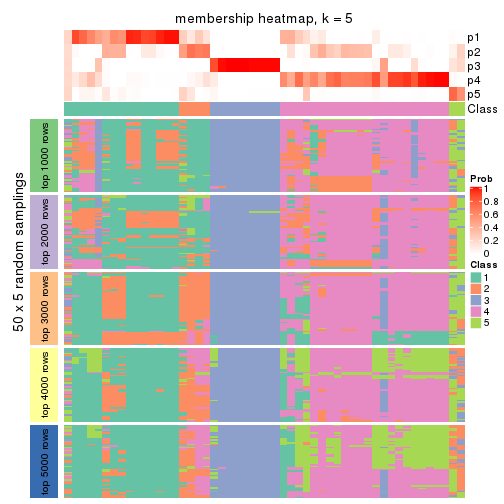 membership heatmap, k = 5
p1
p2
p3
p4
p5
Class
50 x 5 random samplings
top 1000 rows
top 2000 rows
top 3000 rows
top 4000 rows
top 5000 rows
Prob
1
0.8
0.6
0.4
0.2
0
Class
1
2
3
4
5